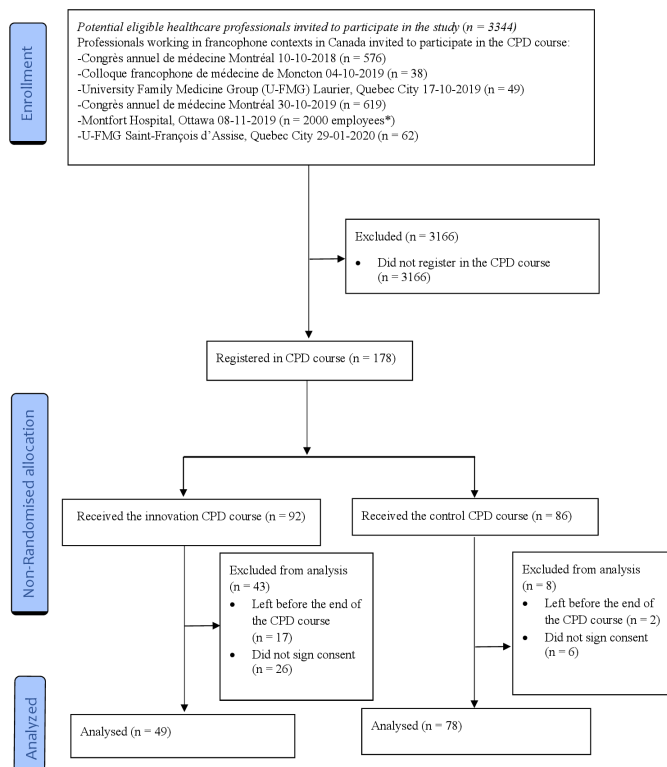 Enrollment
Potential eligible healthcare professionals invited to participate in the study (n = 3344)
Professionals working in francophone contexts in Canada invited to participate in the CPD course:
-Congrès annuel de médecine Montréal 10-10-2018 (n = 576)
-Colloque francophone de médecine de Moncton 04-10-2019 (n = 38)
-University Family Medicine Group (U-FMG) Laurier, Quebec City 17-10-2019 (n = 49)
-Congrès annuel de médecine Montréal 30-10-2019 (n = 619)
-Montfort Hospital, Ottawa 08-11-2019 (n = 2000 employees*)
-U-FMG Saint-François d'Assise, Quebec City 29-01-2020 (n = 62)
Excluded (n = 3166)
• Did not register in the CPD course
(n = 3166)
Registered in CPD course (n = 178)
Non-Randomised allocation
Received the innovation CPD course (n = 92)
Received the control CPD course (n = 86)
Excluded from analysis
(n = 43)
• Left before the end of
the CPD course
(n = 17)
• Did not sign consent
(n = 26)
Excluded from analysis
(n = 8)
• Left before the end of
the CPD course (n = 2)
• Did not sign consent
(n = 6)
Analyzed
Analysed (n = 49)
Analysed (n = 78)